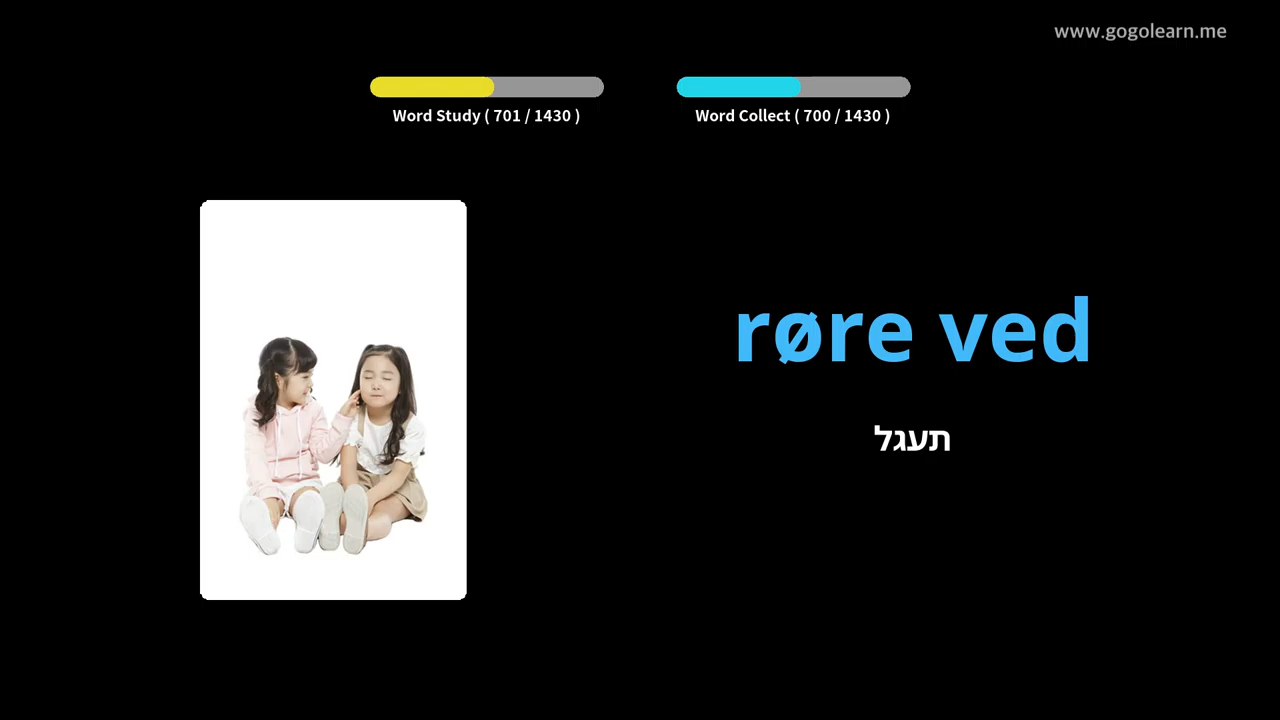 www.gogolearn.me
Word Study ( 701 / 1430 )
Word Collect ( 700 / 1430 )
røre ved
תעגל